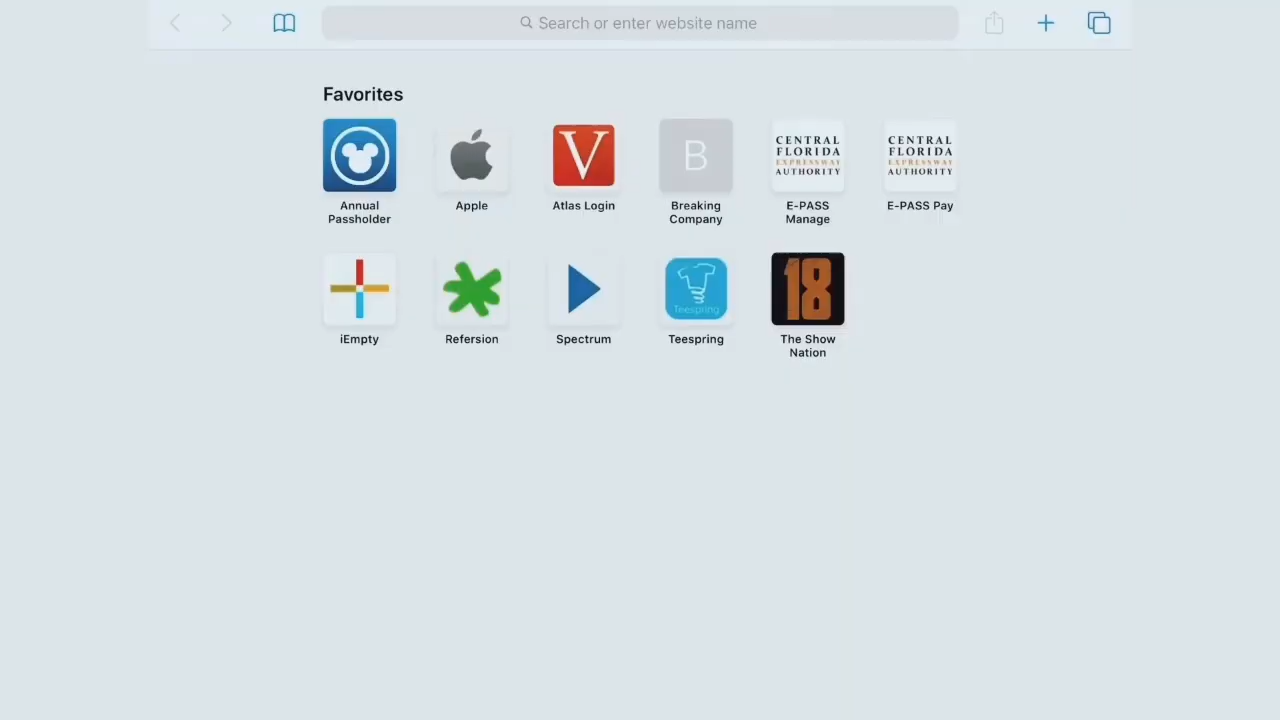 Search or enter website name
Favorites
CENTRAL
FLORIDA
EXPRESSWAY
AUTHORITY
CENTRAL
FLORIDA
EXPRESSWAY
AUTHORITY
V
B
Annual
Passholder
Apple
Atlas Login
Breaking
Company
E-PASS
Manage
E-PASS Pay
Teespring
18
iEmpty
Refersion
Spectrum
Teespring
The Show
Nation